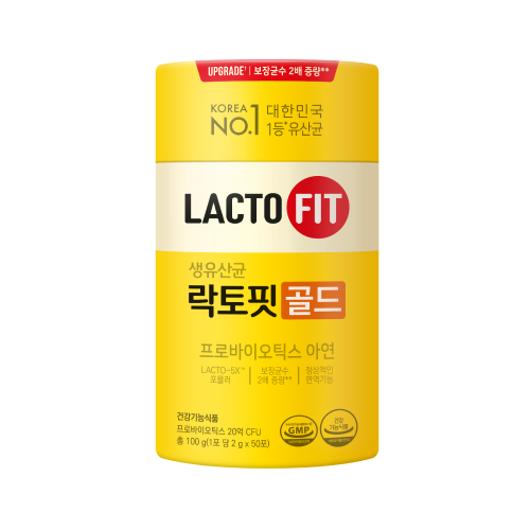 UPGRADE† | 보장균수 2배 증량**
KOREA NO.1 대한민국 1등*유산균
LACTO FIT
생유산균
락토핏 골드
프로바이오틱스 아연
LACTO-5X™ 포뮬러 | 보장균수 2배 증량** | 정상적인 면역기능
건강기능식품
프로바이오틱스 20억 CFU
총 100 g(1포 당 2 g x 50포)
GMP
건강기능식품